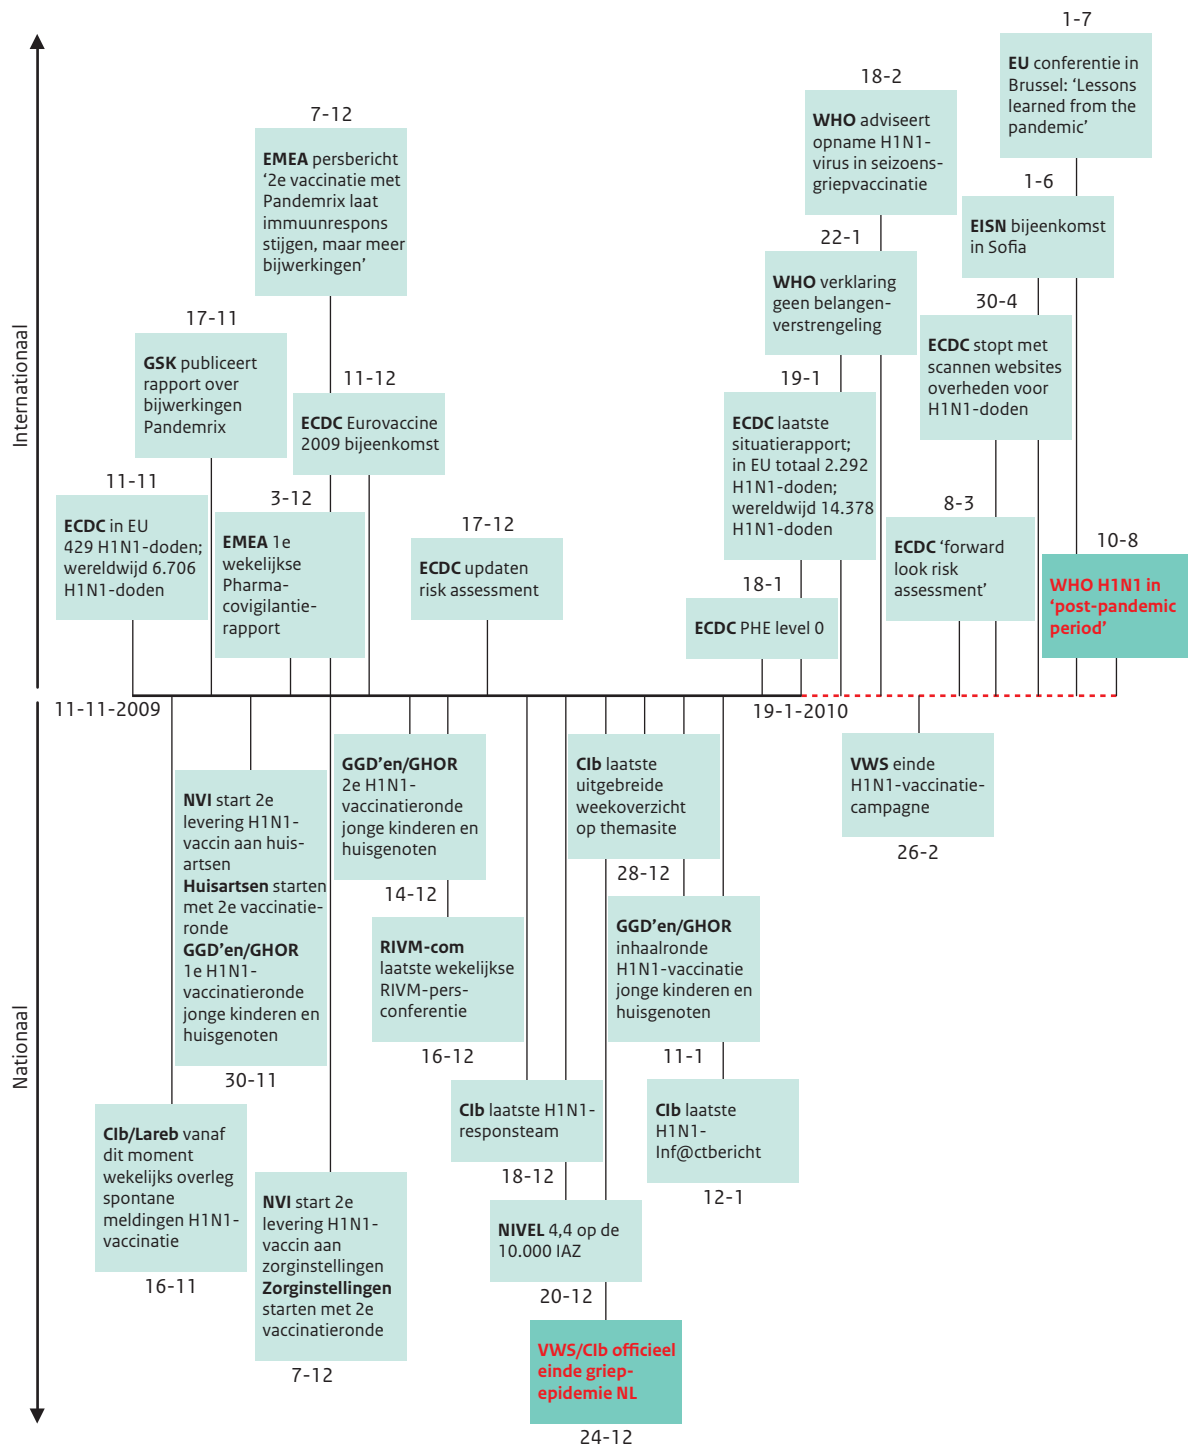 Internationaal
1-7
EU conferentie in
Brussel: ‘Lessons
learned from the
pandemic’
18-2
WHO adviseert
opname H1N1-
virus in seizoens-
griepvaccinatie
7-12
EMEA persbericht
‘2e vaccinatie met
Pandemrix laat
immuunrespons
stijgen, maar meer
bijwerkingen’
1-6
EISN bijeenkomst
in Sofia
22-1
WHO verklaring
geen belangen-
verstrengeling
30-4
ECDC stopt met
scannen websites
overheden voor
H1N1-doden
17-11
GSK publiceert
rapport over
bijwerkingen
Pandemrix
11-12
ECDC Eurovaccine
2009 bijeenkomst
19-1
ECDC laatste
situatierapport;
in EU totaal 2.292
H1N1-doden;
wereldwijd 14.378
H1N1-doden
11-11
ECDC in EU
429 H1N1-doden;
wereldwijd 6.706
H1N1-doden
3-12
EMEA 1e
wekelijkse
Pharma-
covigilantie-
rapport
17-12
ECDC updaten
risk assessment
8-3
ECDC ‘forward
look risk
assessment’
10-8
WHO H1N1 in
‘post-pandemic
period’
18-1
ECDC PHE level 0
11-11-2009
19-1-2010
Nationaal
NVI start 2e
levering H1N1-
vaccin aan huis-
artsen
Huisartsen starten
met 2e vaccinatie-
ronde
GGD’en/GHOR
1e H1N1-
vaccinatieronde
jonge kinderen en
huisgenoten
30-11
GGD’en/GHOR
2e H1N1-
vaccinatieronde
jonge kinderen en
huisgenoten
14-12
CIb laatste
uitgebreide
weekoverzicht
op themasite
28-12
VWS einde
H1N1-vaccinatie-
campagne
26-2
RIVM-com
laatste wekelijkse
RIVM-pers-
conferentie
16-12
GGD’en/GHOR
inhaalronde
H1N1-vaccinatie
jonge kinderen en
huisgenoten
11-1
CIb/Lareb vanaf
dit moment
wekelijks overleg
spontane
meldingen H1N1-
vaccinatie
16-11
CIb laatste H1N1-
responsteam
18-12
CIb laatste
H1N1-
Inf@ctbericht
12-1
NVI start 2e
levering H1N1-
vaccin aan
zorginstellingen
Zorginstellingen
starten met 2e
vaccinatieronde
7-12
NIVEL 4,4 op de
10.000 IAZ
20-12
VWS/CIb officieel
einde griep-
epidemie NL
24-12